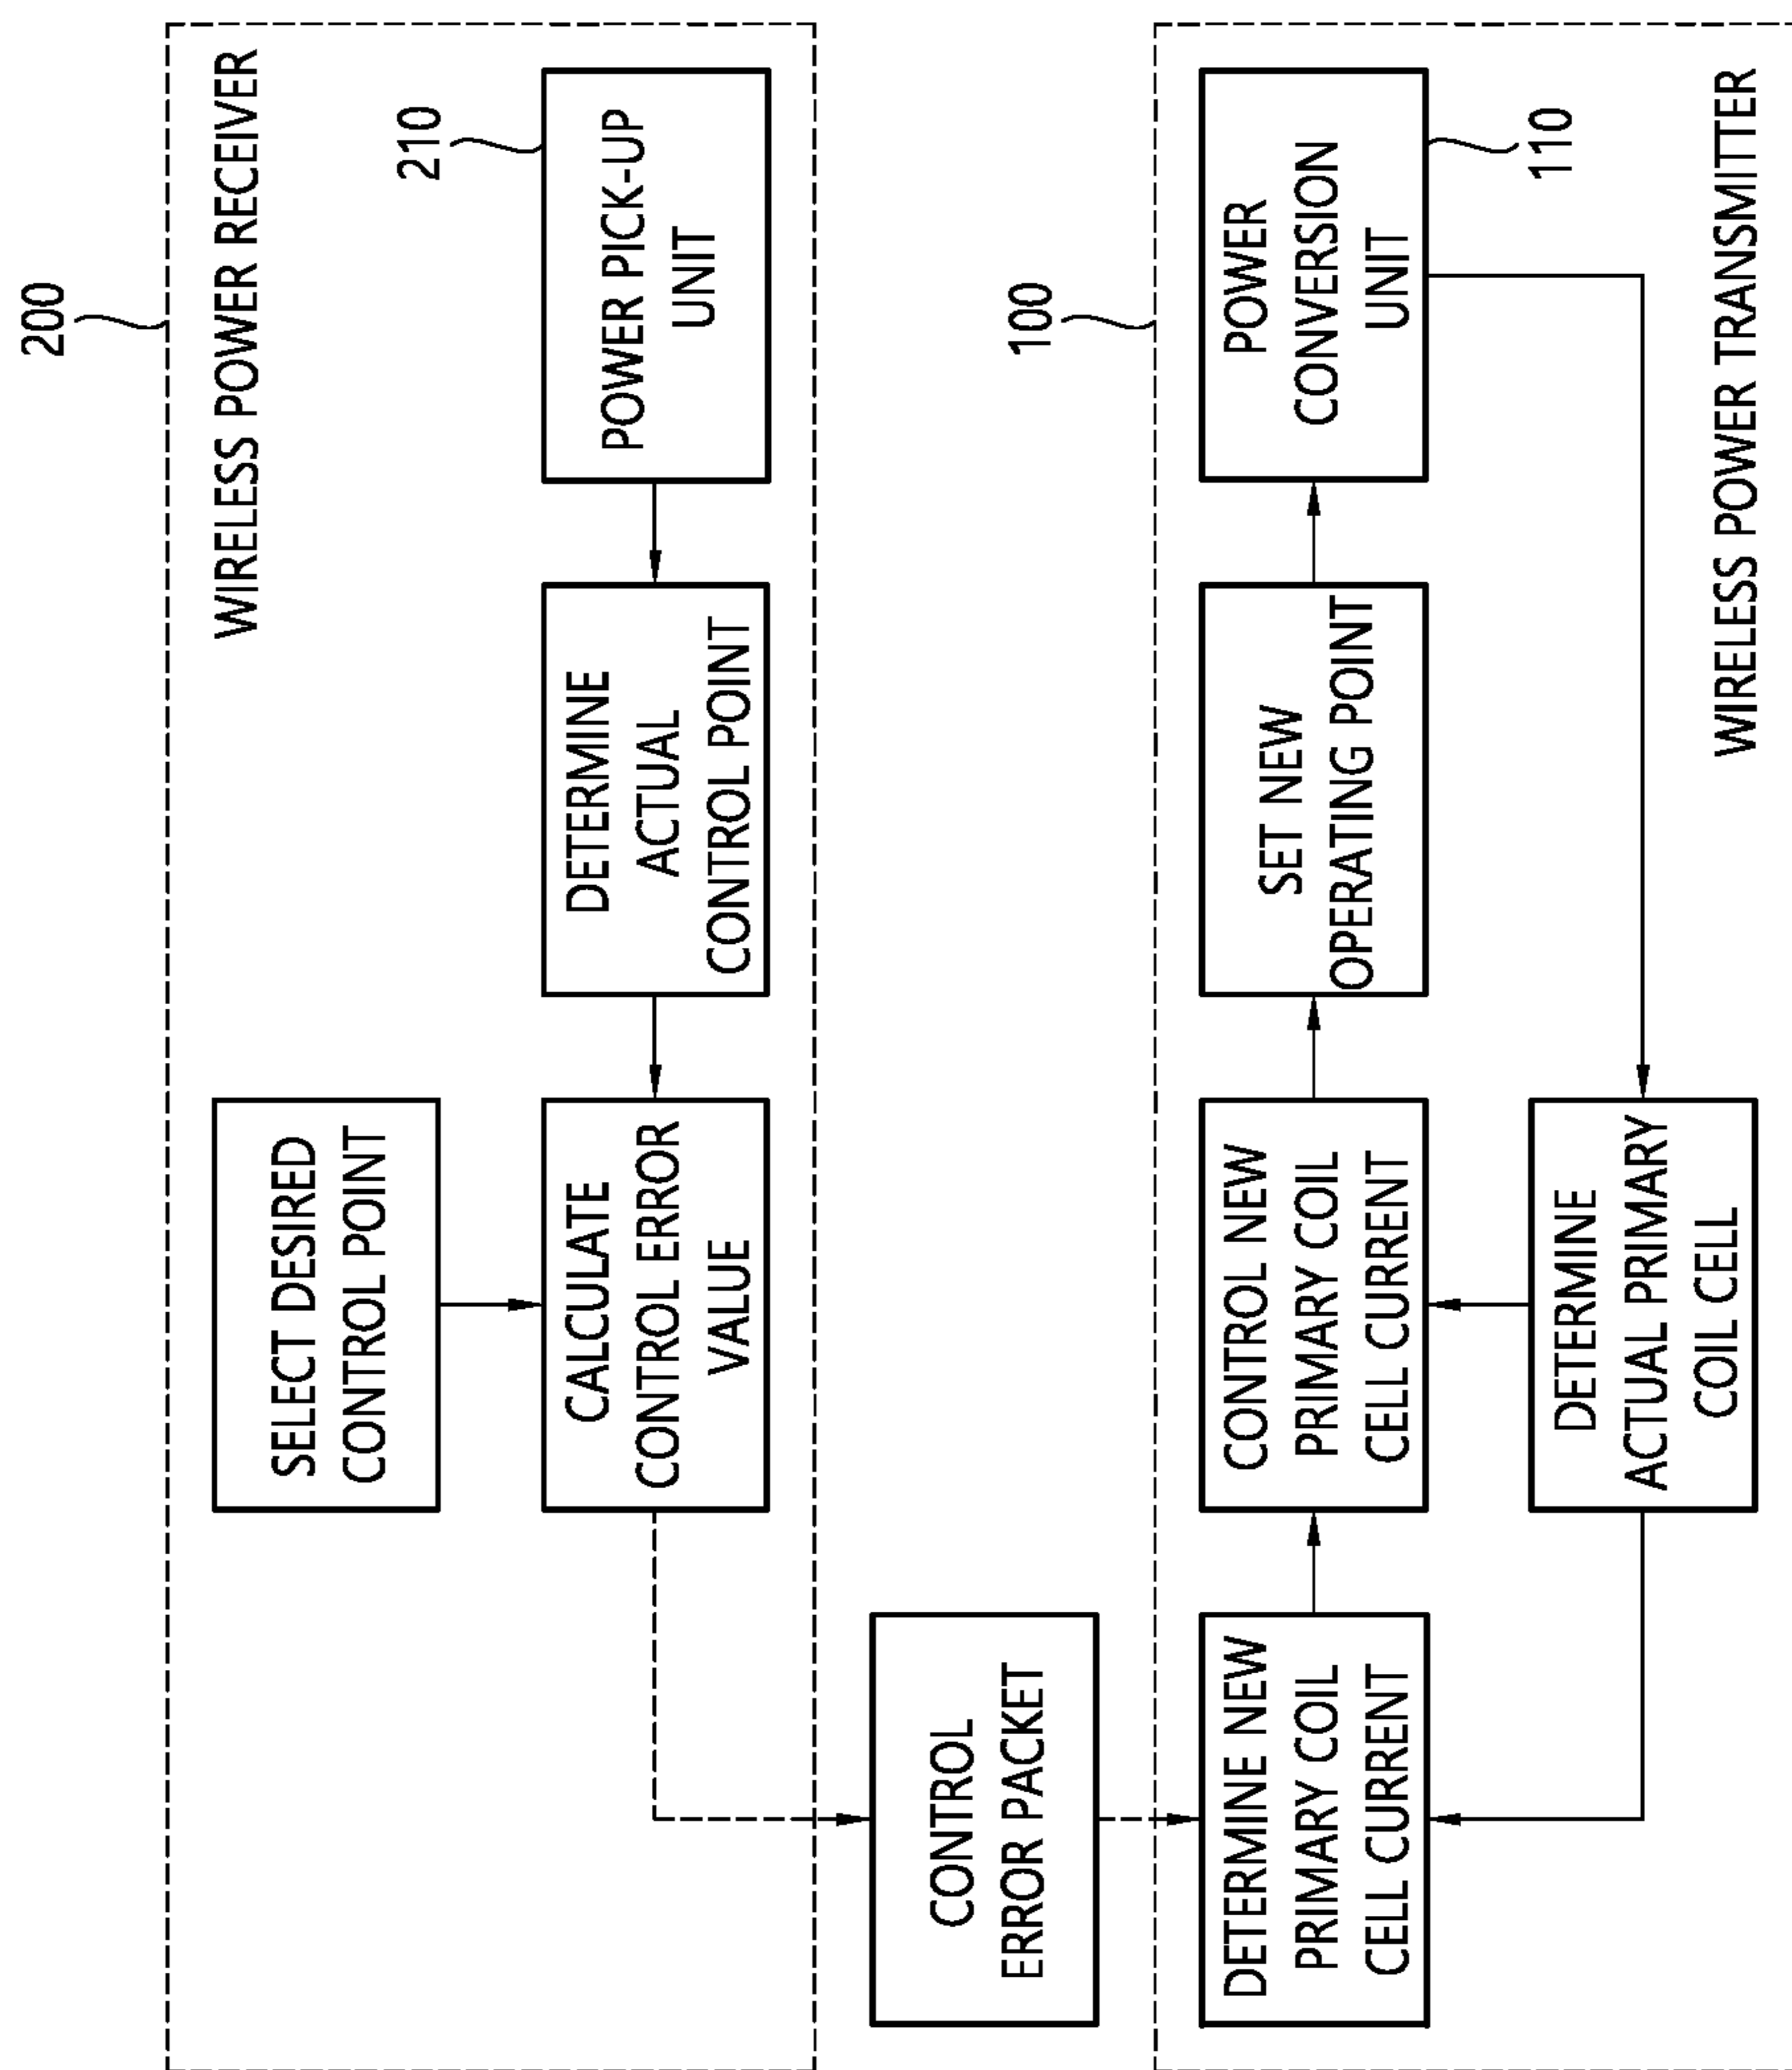 200
WIRELESS POWER RECEIVER
SELECT DESIRED
CONTROL POINT
210
CALCULATE
CONTROL ERROR
VALUE
DETERMINE
ACTUAL
CONTROL POINT
POWER PICK-UP
UNIT
CONTROL
ERROR PACKET
100
DETERMINE NEW
PRIMARY COIL
CELL CURRENT
CONTROL NEW
PRIMARY COIL
CELL CURRENT
SET NEW
OPERATING POINT
POWER
CONVERSION
UNIT
110
DETERMINE
ACTUAL PRIMARY
COIL CELL
WIRELESS POWER TRANSMITTER